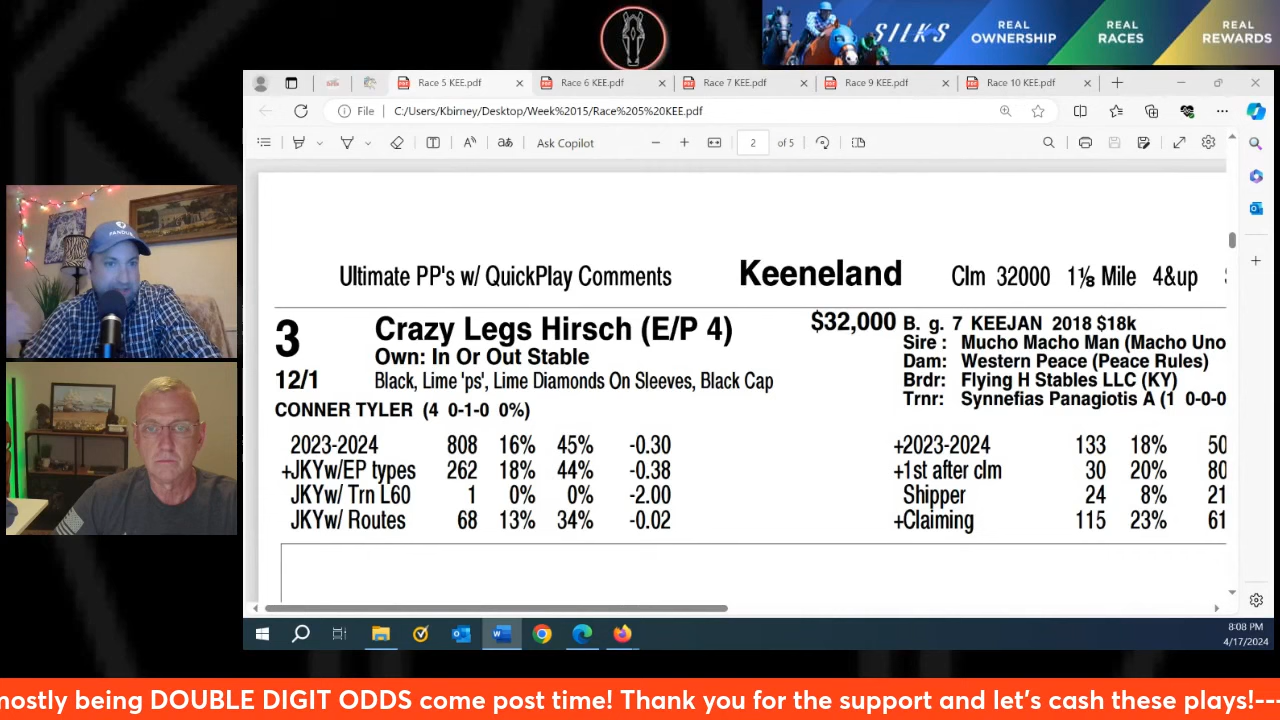 SILKS
REAL
OWNERSHIP
REAL
RACES
REAL
REWARDS
Race 5 KEE.pdf
Race 6 KEE.pdf
Race 7 KEE.pdf
Race 9 KEE.pdf
Race 10 KEE.pdf
File
C:/Users/Kbirney/Desktop/Week%2015/Race%205%20KEE.pdf
Ask Copilot
2 of 5
Ultimate PP's w/ QuickPlay Comments Keeneland Clm 32000 1⅛ Mile 4&up
3 Crazy Legs Hirsch (E/P 4) $32,000 B. g. 7 KEEJAN 2018 $18k
Own: In Or Out Stable Sire : Mucho Macho Man (Macho Uno
Dam: Western Peace (Peace Rules)
12/1 Black, Lime 'ps', Lime Diamonds On Sleeves, Black Cap Brdr: Flying H Stables LLC (KY)
Trnr: Synnefias Panagiotis A (1 0-0-0
CONNER TYLER (4 0-1-0 0%)
2023-2024 808 16% 45% -0.30 +2023-2024 133 18% 50
+JKYw/EP types 262 18% 44% -0.38 +1st after clm 30 20% 80
JKYw/ Trn L60 1 0% 0% -2.00 Shipper 24 8% 21
JKYw/ Routes 68 13% 34% -0.02 +Claiming 115 23% 61
8:08 PM
4/17/2024
mostly being DOUBLE DIGIT ODDS come post time! Thank you for the support and let's cash these plays!---